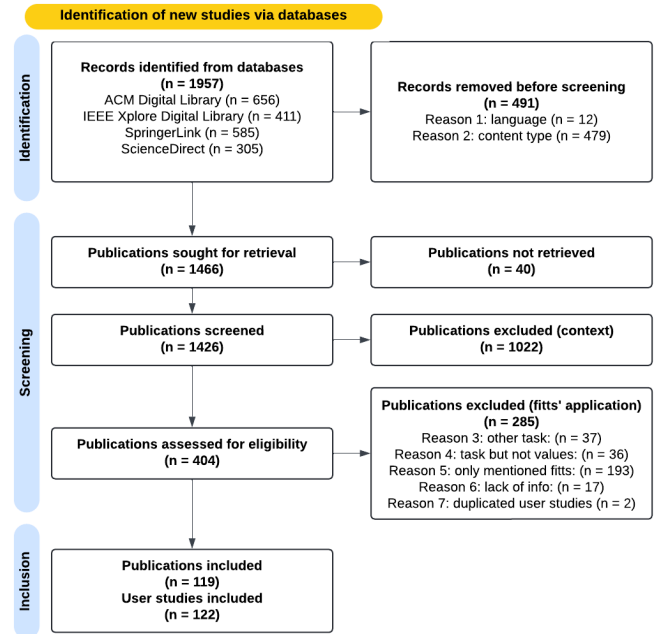 Identification of new studies via databases
Identification
Records identified from databases
(n = 1957)
ACM Digital Library (n = 656)
IEEE Xplore Digital Library (n = 411)
SpringerLink (n = 585)
ScienceDirect (n = 305)
Records removed before screening
(n = 491)
Reason 1: language (n = 12)
Reason 2: content type (n = 479)
Screening
Publications sought for retrieval
(n = 1466)
Publications not retrieved
(n = 40)
Publications screened
(n = 1426)
Publications excluded (context)
(n = 1022)
Publications assessed for eligibility
(n = 404)
Publications excluded (fitts' application)
(n = 285)
Reason 3: other task: (n = 37)
Reason 4: task but not values: (n = 36)
Reason 5: only mentioned fitts: (n = 193)
Reason 6: lack of info: (n = 17)
Reason 7: duplicated user studies (n = 2)
Inclusion
Publications included
(n = 119)
User studies included
(n = 122)